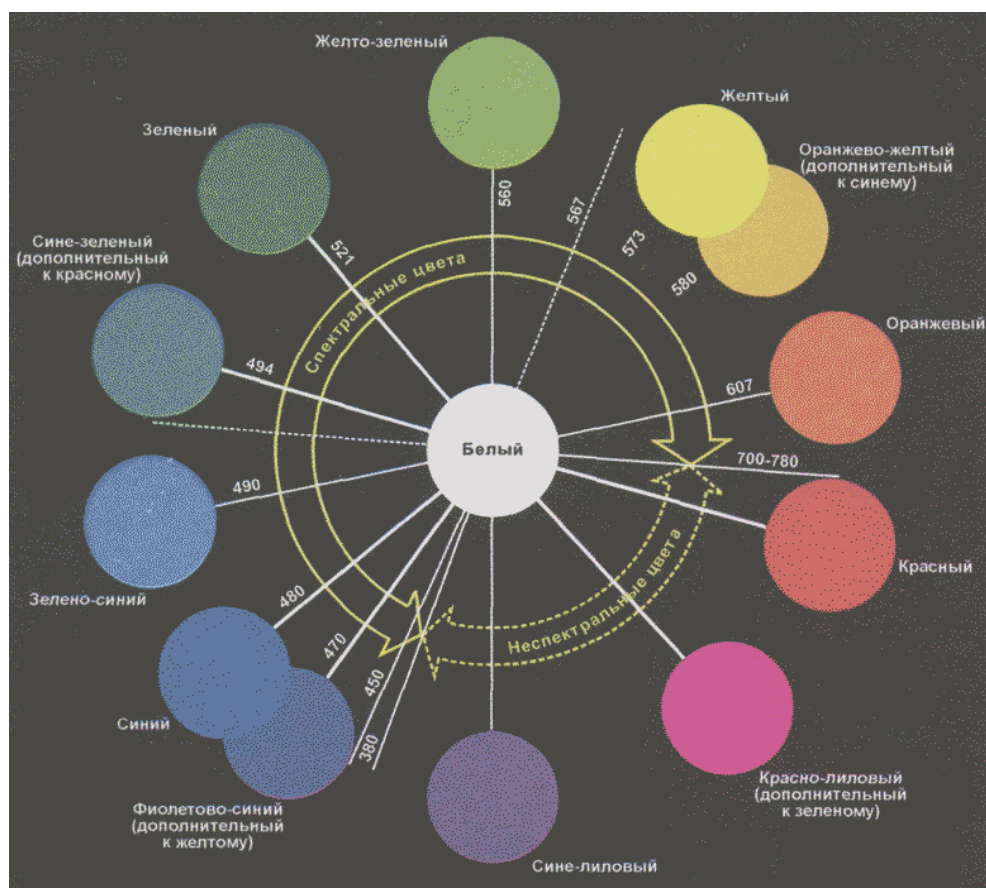 Желто-зеленый
Желтый
Зеленый
Оранжево-желтый
(дополнительный
к синему)
560
567
573
521
Сине-зеленый
(дополнительный
к красному)
Спектральные цвета
580
Оранжевый
494
607
Белый
700-780
490
Красный
Зелено-синий
480
Неспектральные цвета
470
450
Синий
380
Красно-лиловый
(дополнительный
к зеленому)
Фиолетово-синий
(дополнительный
к желтому)
Сине-лиловый